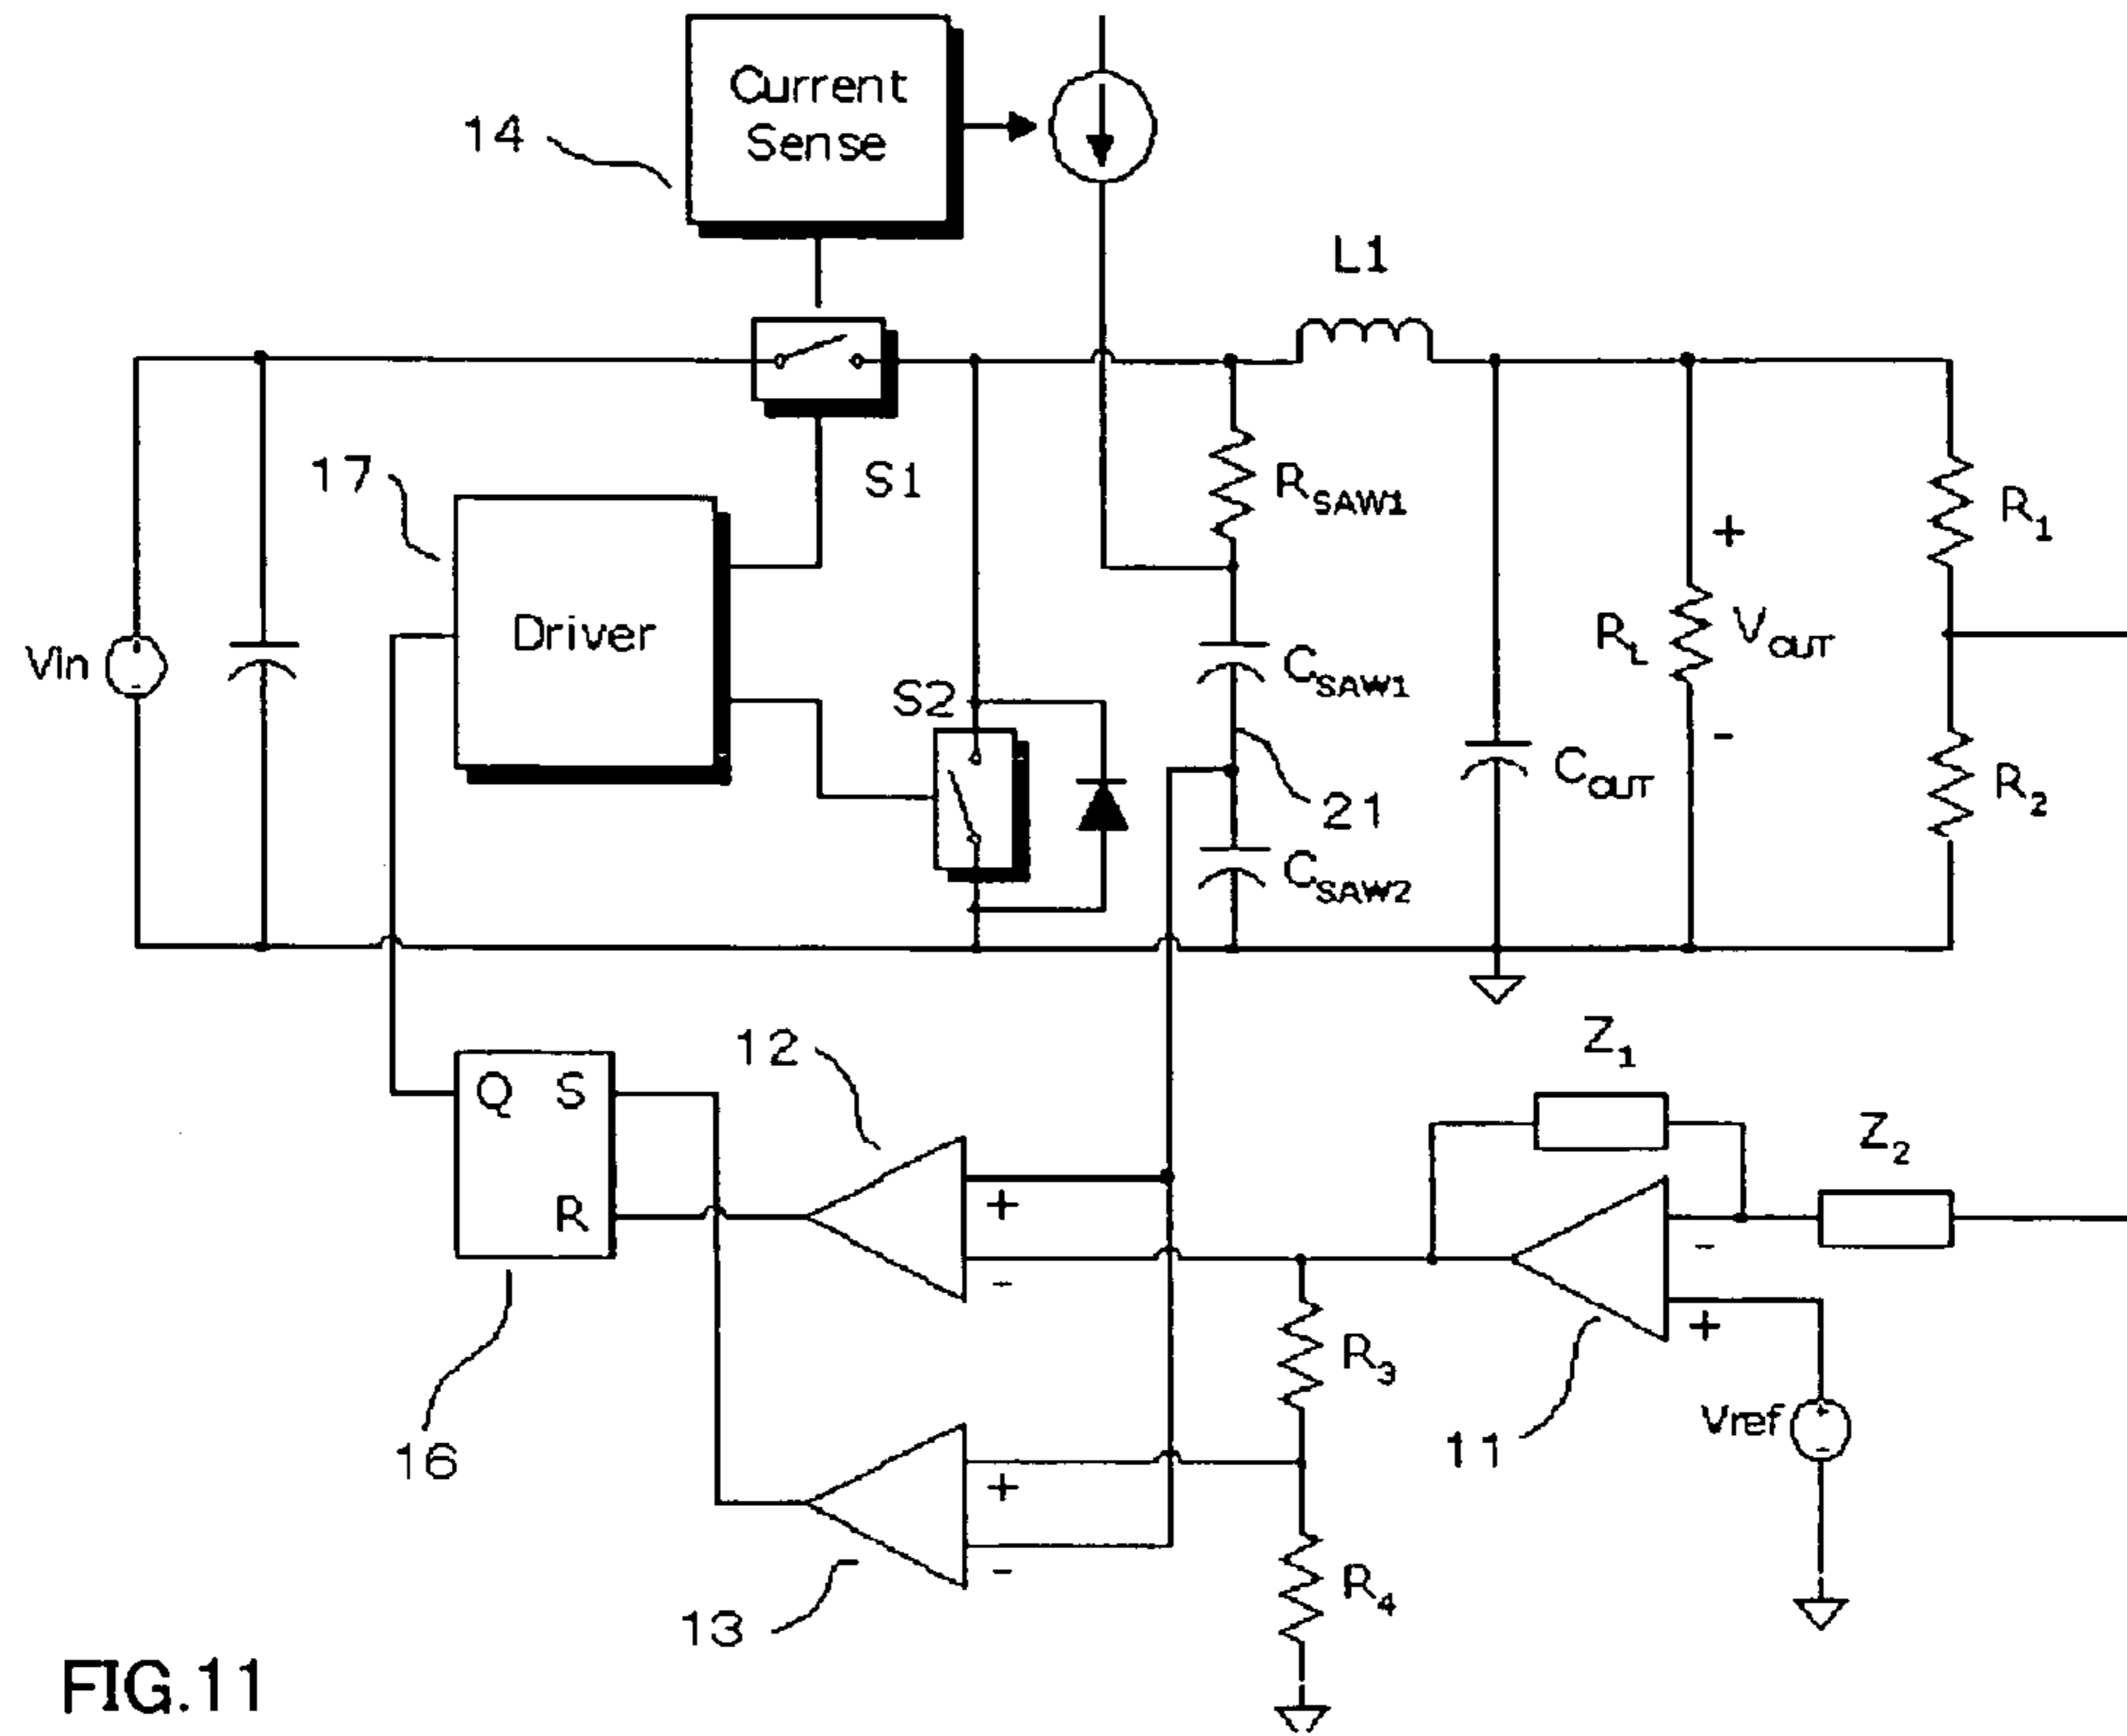 Current
Sense
14
L1
17
S1
R_SAW1
R_1
+
Vin
Driver
R_L
V_OUT
S2
C_SAW1
-
C_OUT
R_2
21
C_SAW2
12
Z_1
Q S
Z_2
R
+
-
-
+
R_3
Vref
11
16
+
-
13
R_4
FIG.11